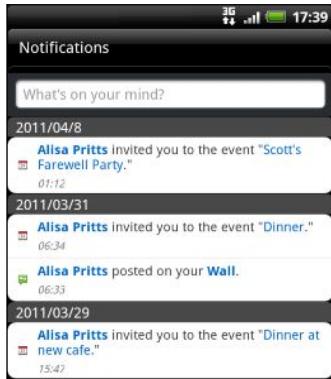 3G 17:39
Notifications
What's on your mind?
2011/04/8
Alisa Pritts invited you to the event "Scott's
Farewell Party."
01:12
2011/03/31
Alisa Pritts invited you to the event "Dinner."
06:34
Alisa Pritts posted on your Wall.
06:33
2011/03/29
Alisa Pritts invited you to the event "Dinner at
new cafe."
15:47